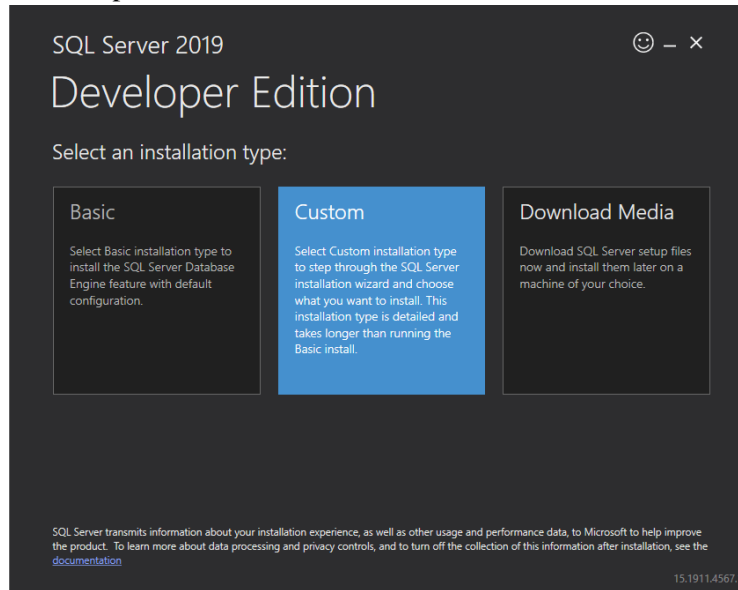 SQL Server 2019
Developer Edition
Select an installation type:
Basic
Select Basic installation type to
install the SQL Server Database
Engine feature with default
configuration.
Custom
Select Custom installation type
to step through the SQL Server
installation wizard and choose
what you want to install. This
installation type is detailed and
takes longer than running the
Basic install.
Download Media
Download SQL Server setup files
now and install them later on a
machine of your choice.
SQL Server transmits information about your installation experience, as well as other usage and performance data, to Microsoft to help improve
the product. To learn more about data processing and privacy controls, and to turn off the collection of this information after installation, see the
documentation
15.1911.4567.